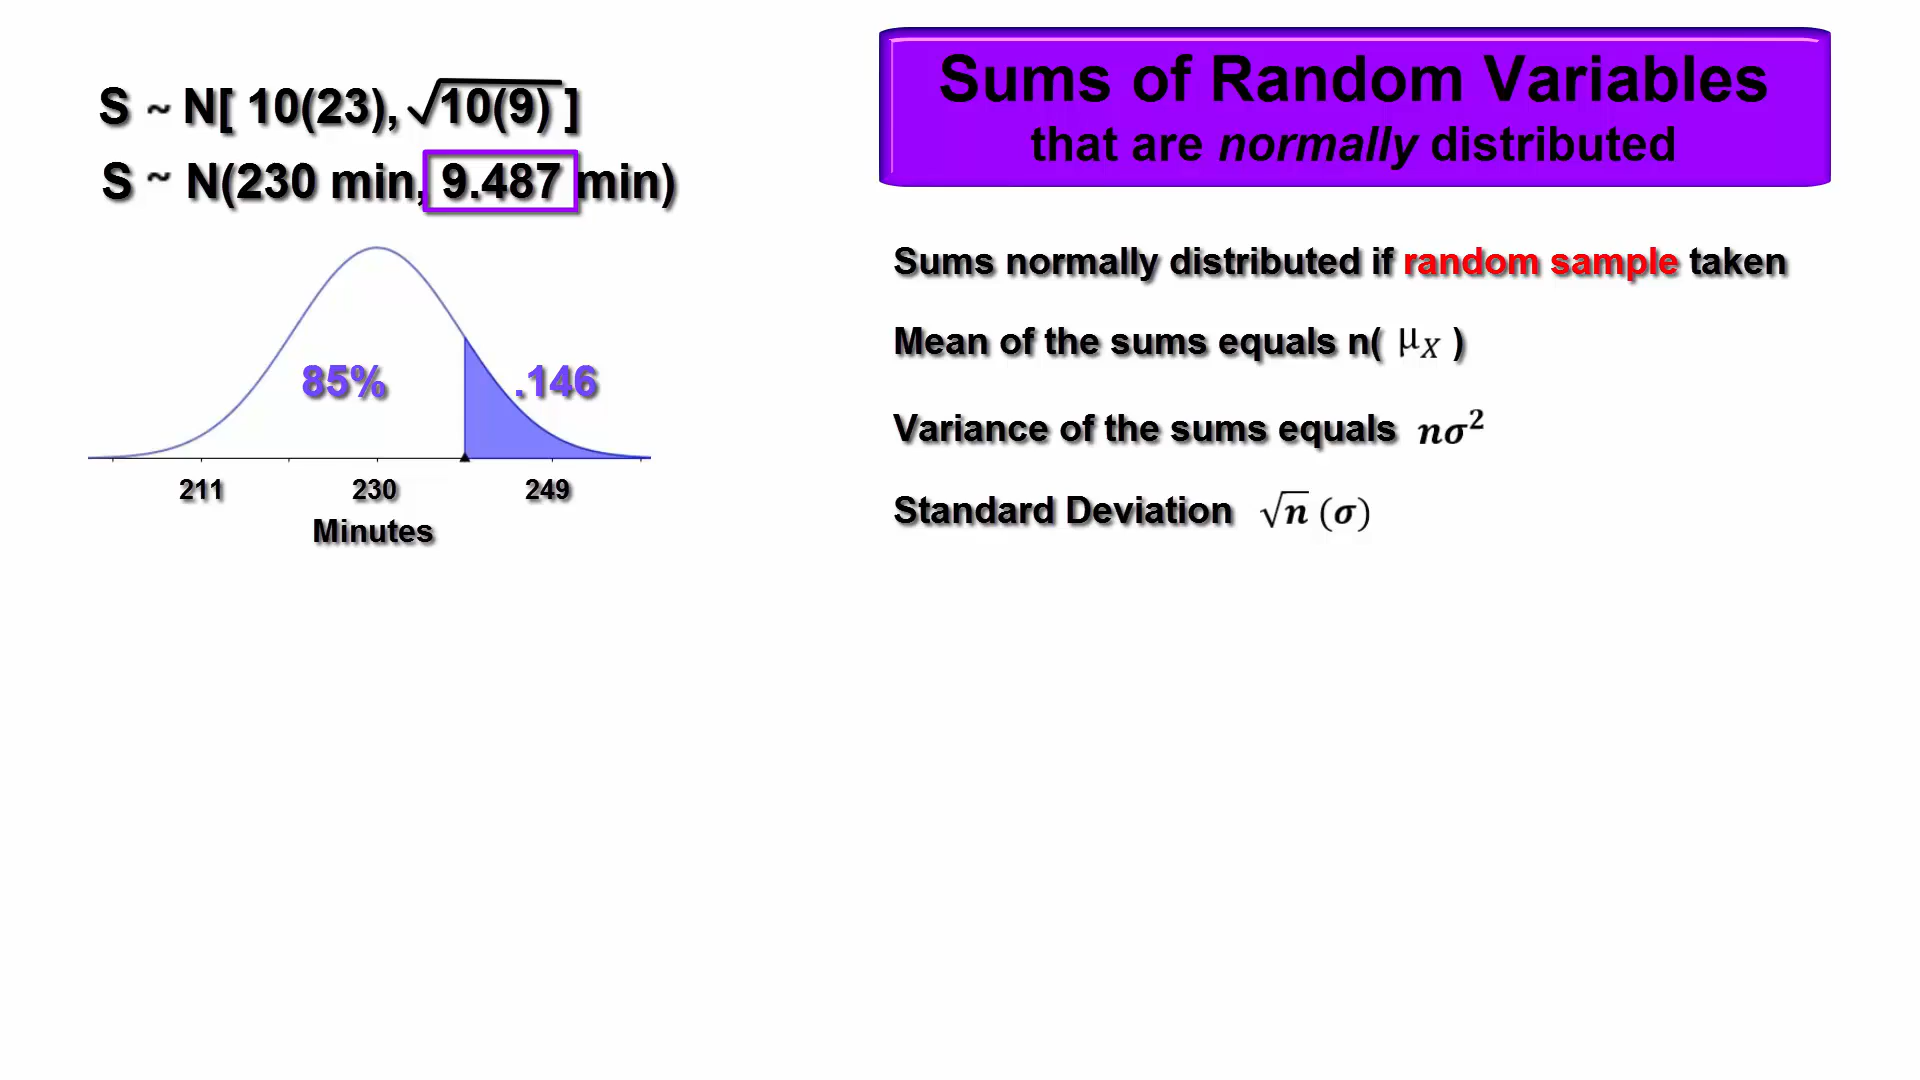 S ~ N[ 10(23), √10(9) ]
S ~ N(230 min, 9.487 min)
85% .146
211 230 249
Minutes
Sums of Random Variables
that are normally distributed
Sums normally distributed if random sample taken
Mean of the sums equals n( μX )
Variance of the sums equals nσ²
Standard Deviation √n (σ)